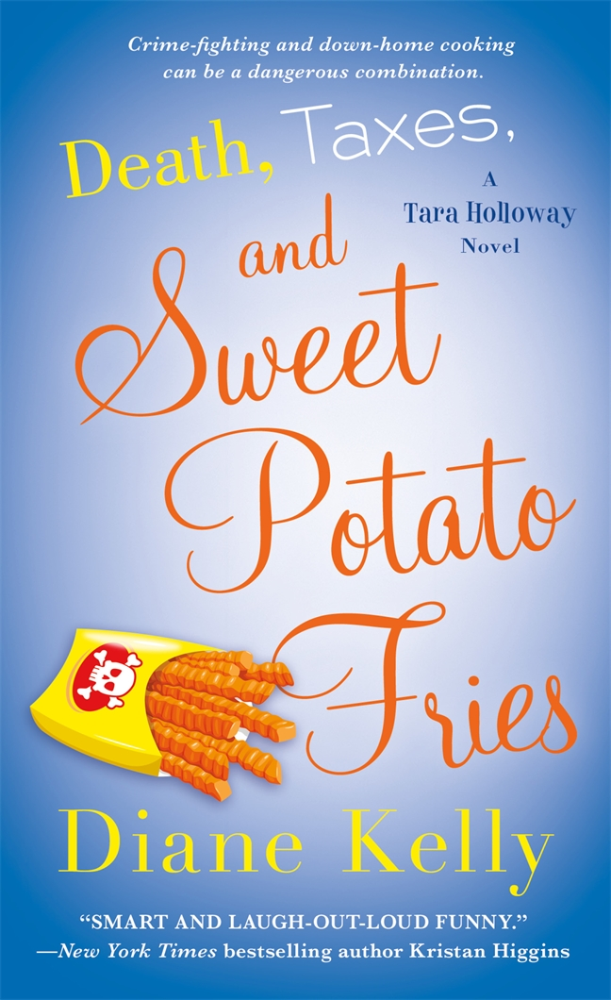 Crime-fighting and down-home cooking
can be a dangerous combination.
Death, Taxes,
and
A
Tara Holloway
Novel
Sweet
Potato
Fries
Diane Kelly
“SMART AND LAUGH-OUT-LOUD FUNNY.”
—New York Times bestselling author Kristan Higgins